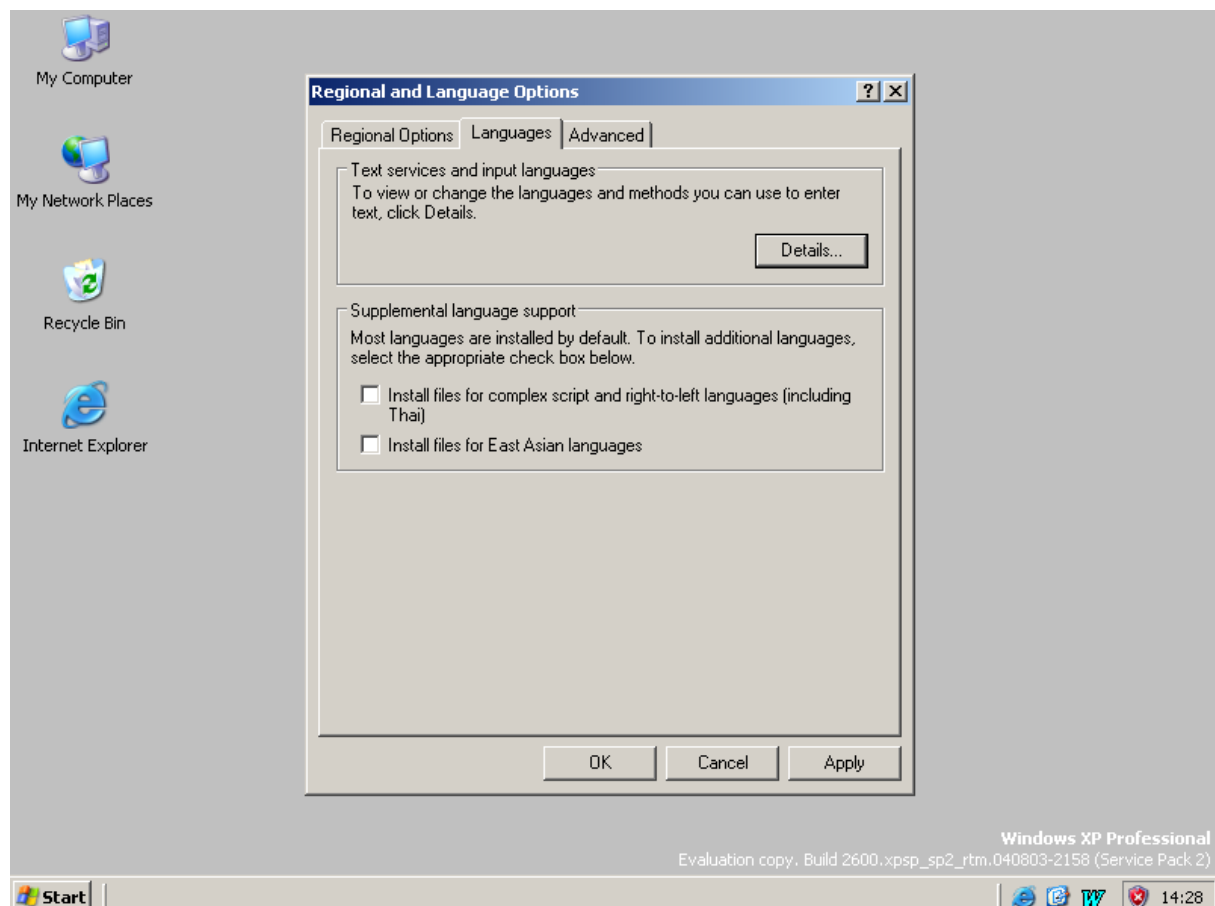 My Computer
My Network Places
Recycle Bin
Internet Explorer
Regional and Language Options
Regional Options Languages Advanced
Text services and input languages
To view or change the languages and methods you can use to enter
text, click Details.
Details...
Supplemental language support
Most languages are installed by default. To install additional languages,
select the appropriate check box below.
Install files for complex script and right-to-left languages (including
Thai)
Install files for East Asian languages
OK Cancel Apply
Windows XP Professional
Evaluation copy. Build 2600.xpsp_sp2_rtm.040803-2158 (Service Pack 2)
Start 14:28